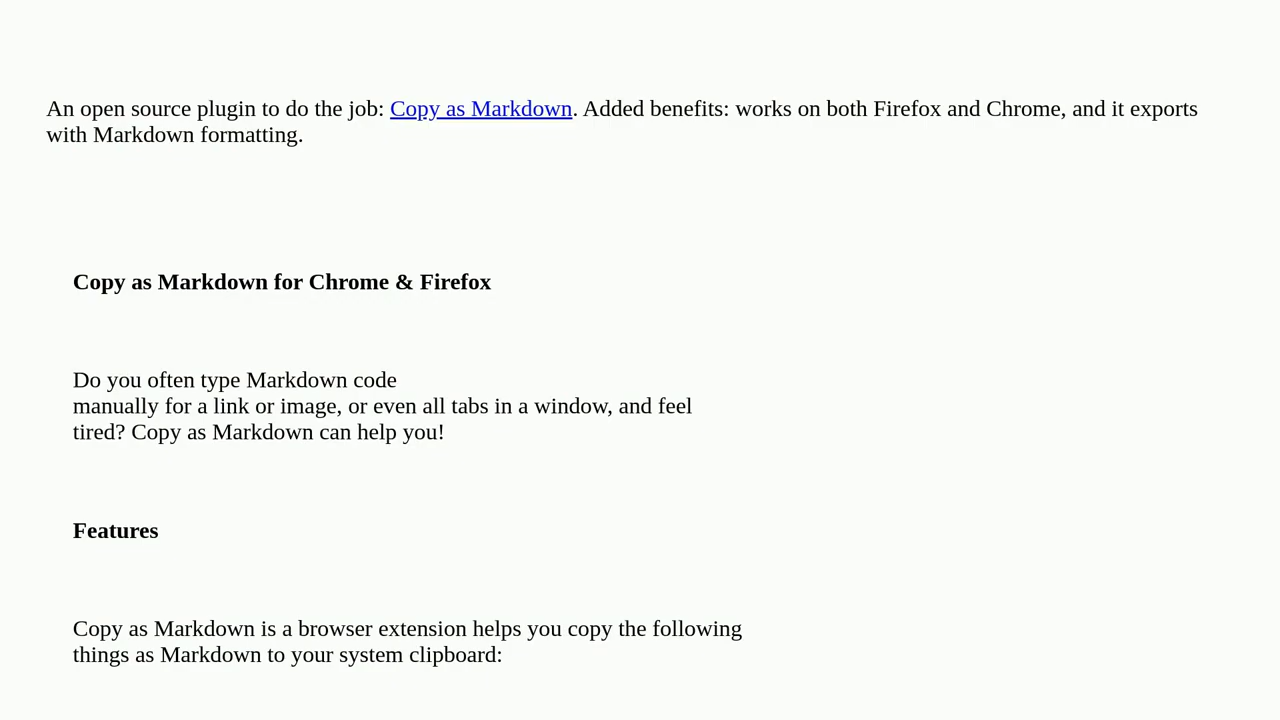 An open source plugin to do the job: Copy as Markdown. Added benefits: works on both Firefox and Chrome, and it exports
with Markdown formatting.
Copy as Markdown for Chrome & Firefox
Do you often type Markdown code
manually for a link or image, or even all tabs in a window, and feel
tired? Copy as Markdown can help you!
Features
Copy as Markdown is a browser extension helps you copy the following
things as Markdown to your system clipboard: